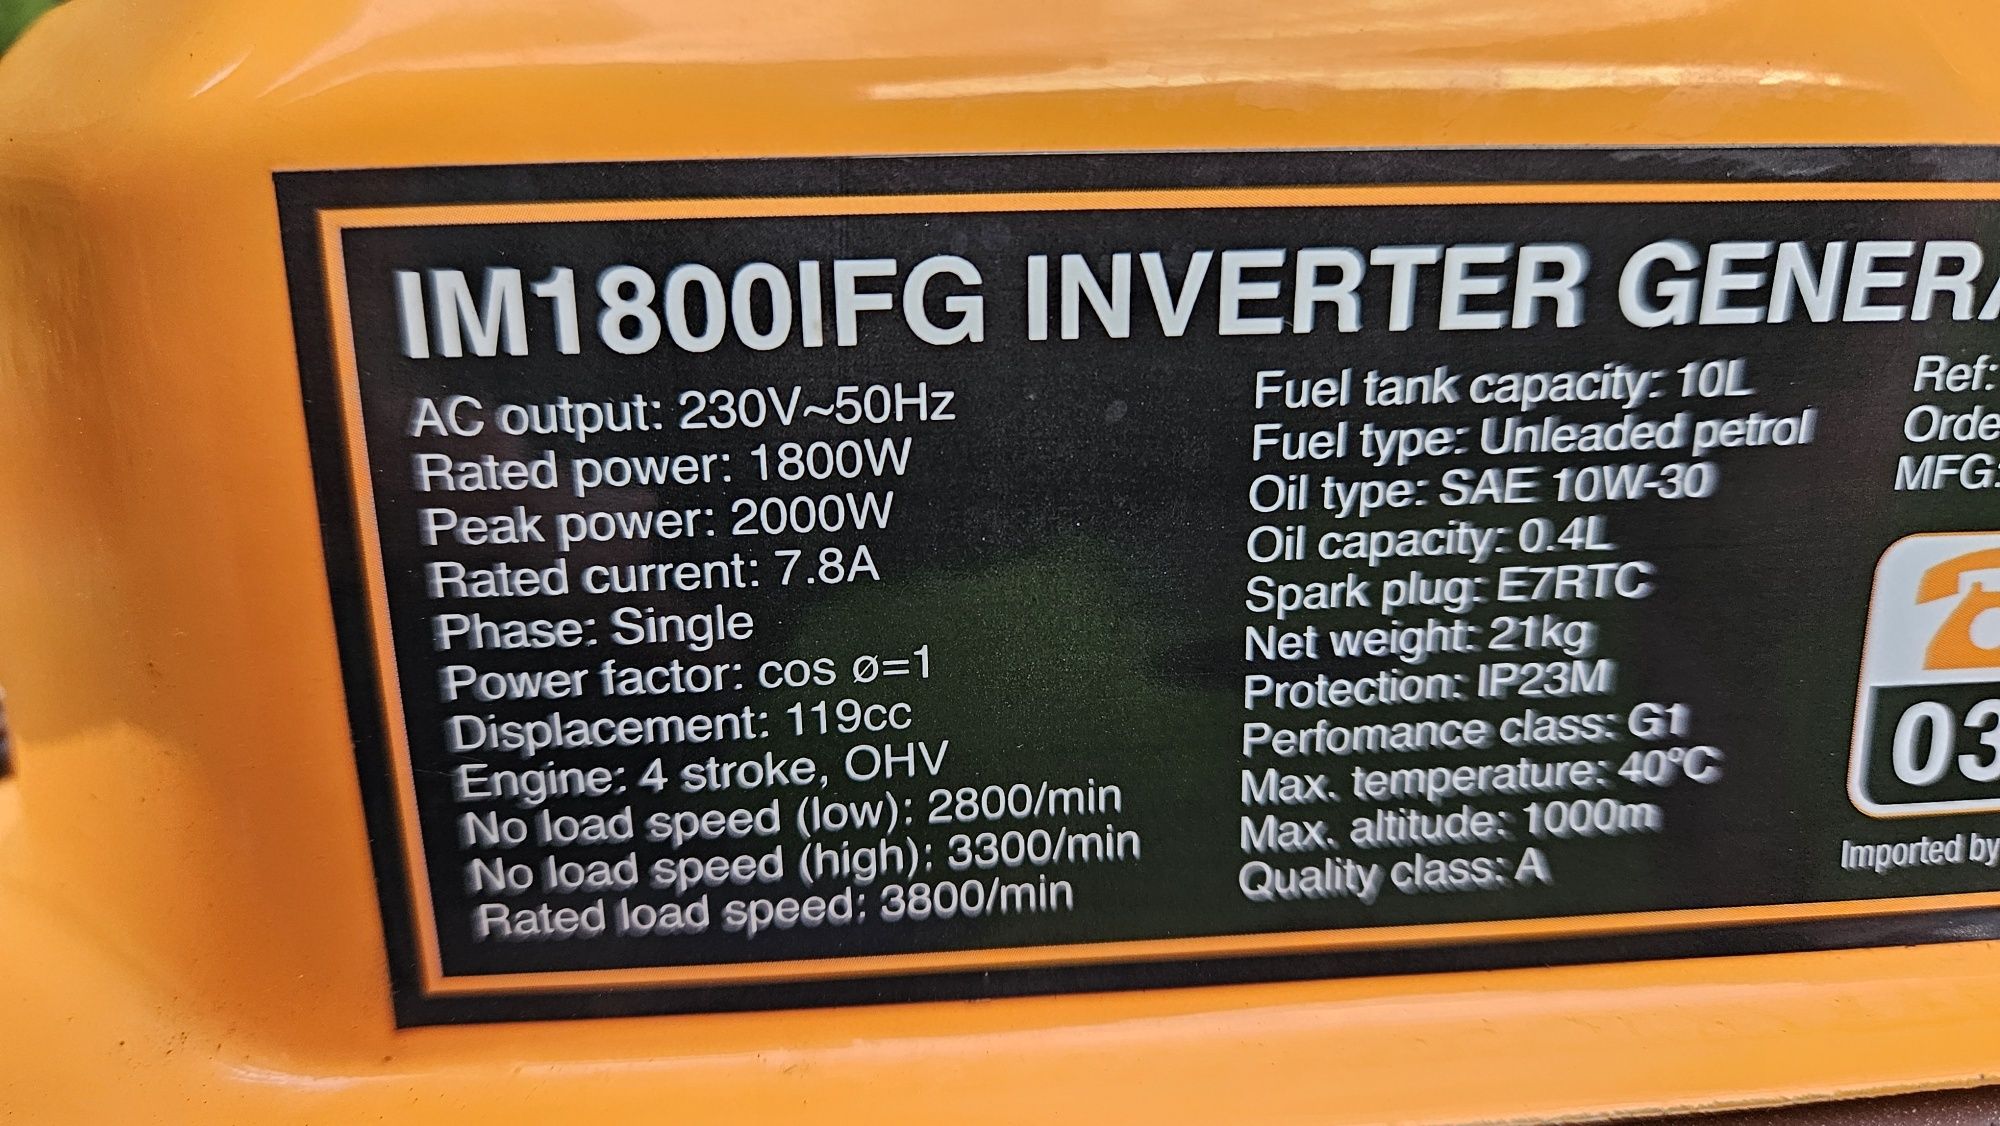 IM1800IFG INVERTER GENERA
AC output: 230V~50Hz
Rated power: 1800W
Peak power: 2000W
Rated current: 7.8A
Phase: Single
Power factor: cos ø=1
Displacement: 119cc
Engine: 4 stroke, OHV
No load speed (low): 2800/min
No load speed (high): 3300/min
Rated load speed: 3800/min
Fuel tank capacity: 10L
Fuel type: Unleaded petrol
Oil type: SAE 10W-30
Oil capacity: 0.4L
Spark plug: E7RTC
Net weight: 21kg
Protection: IP23M
Perfomance class: G1
Max. temperature: 40ºC
Max. altitude: 1000m
Quality class: A
Ref:
Orde
MFG:
03
Imported by